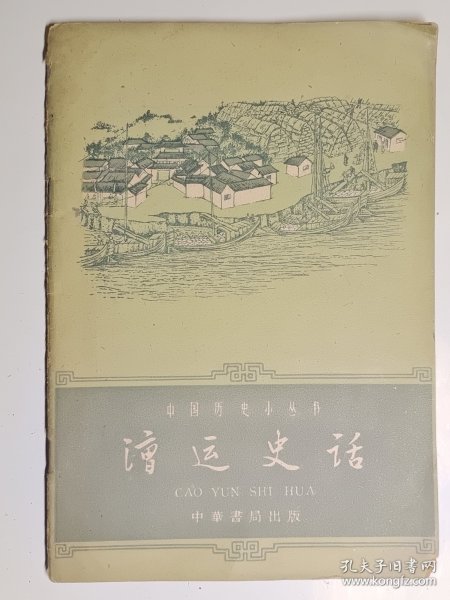 中国历史小丛书
漕运史话
CAO YUN SHI HUA
中華書局出版
孔夫子旧书网
www.kongfz.com